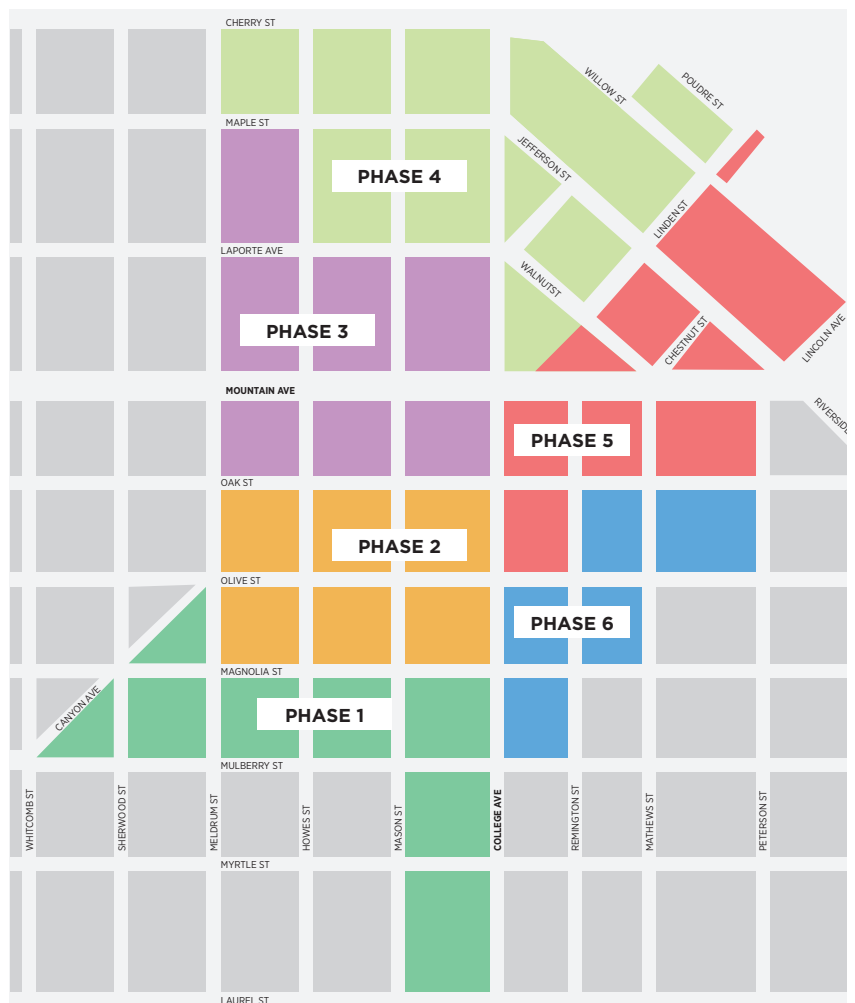 CHERRY ST
WILLOW ST
POUDRE ST
MAPLE ST
JEFFERSON ST
PHASE 4
LINDEN ST
LAPORTE AVE
WALNUTST
PHASE 3
CHESTNUT ST
LINCOLN AVE
MOUNTAIN AVE
RIVERSIDE
PHASE 5
OAK ST
PHASE 2
OLIVE ST
PHASE 6
MAGNOLIA ST
CANYON AVE
PHASE 1
MULBERRY ST
WHITCOMB ST
SHERWOOD ST
MELDRUM ST
HOWES ST
MASON ST
COLLEGE AVE
REMINGTON ST
MATHEWS ST
PETERSON ST
MYRTLE ST
LAUREL ST